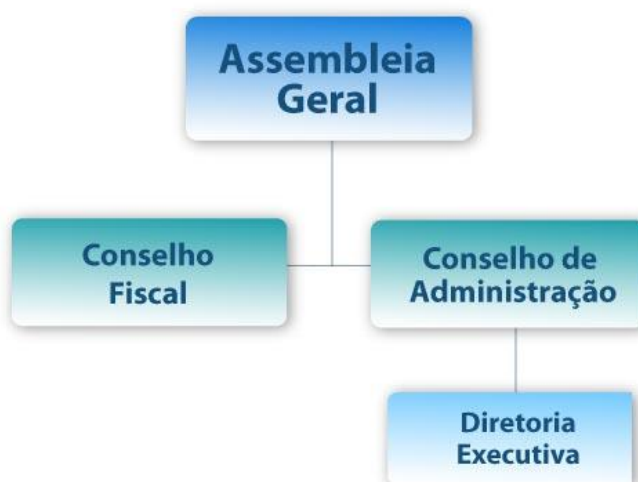 Assembleia
Geral
Conselho
Fiscal
Conselho de
Administração
Diretoria
Executiva